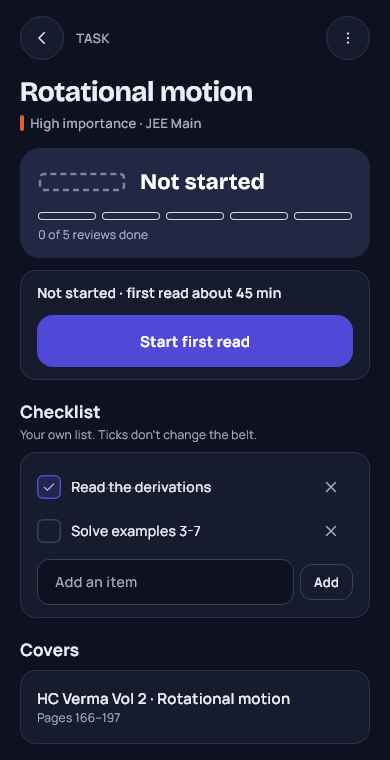 TASK
Rotational motion
High importance · JEE Main
Not started
0 of 5 reviews done
Not started · first read about 45 min
Start first read
Checklist
Your own list. Ticks don't change the belt.
Read the derivations
Solve examples 3-7
Add an item
Add
Covers
HC Verma Vol 2 · Rotational motion
Pages 166–197